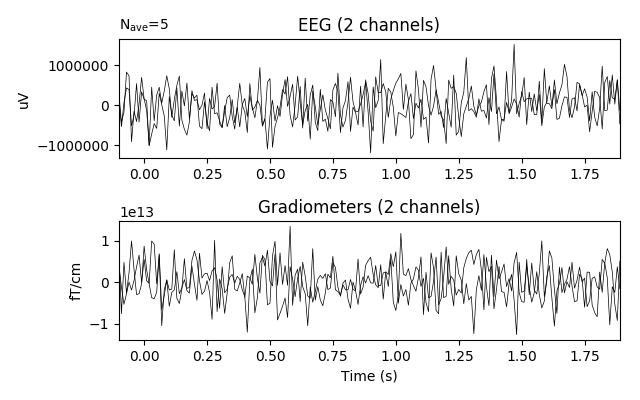 Nave=5
EEG (2 channels)
uV
1000000
0
−1000000
0.00 0.25 0.50 0.75 1.00 1.25 1.50 1.75
1e13
Gradiometers (2 channels)
fT/cm
1
0
−1
0.00 0.25 0.50 0.75 1.00 1.25 1.50 1.75
Time (s)